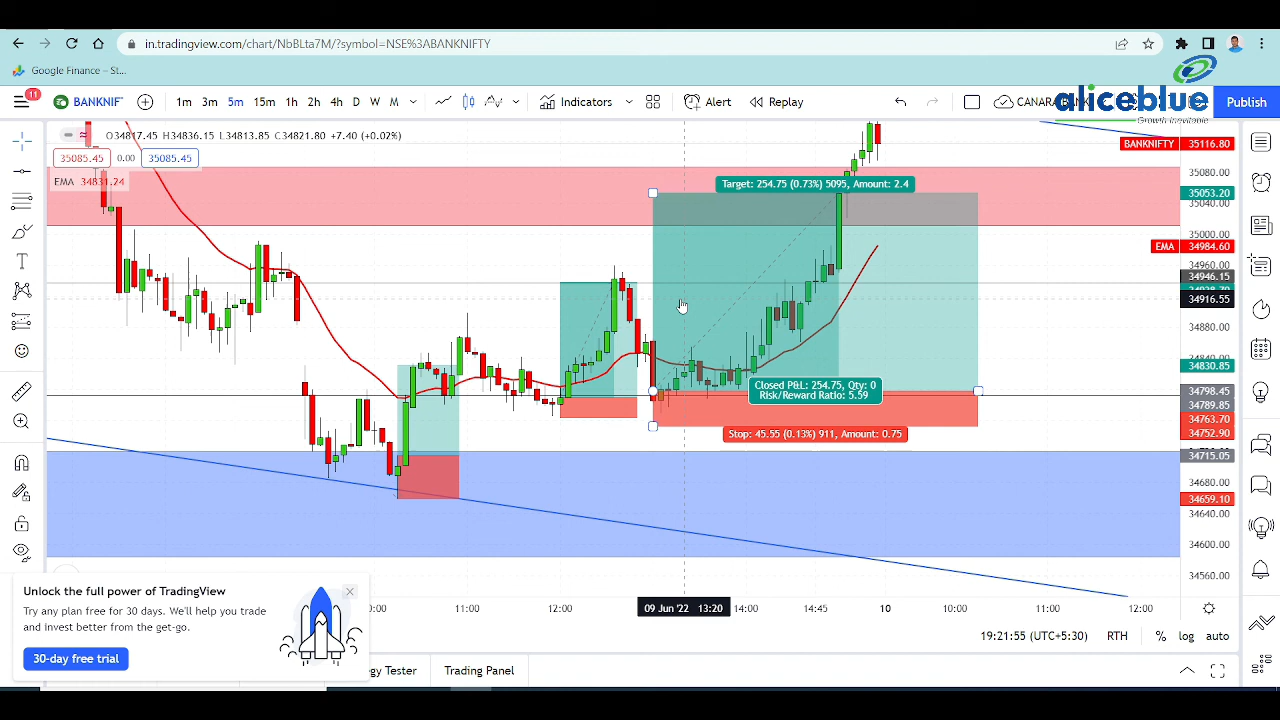 in.tradingview.com/chart/NbBLta7M/?symbol=NSE%3ABANKNIFTY
Google Finance – St...
11
BANKNIF
1m 3m 5m 15m 1h 2h 4h D W M
Indicators
Alert
Replay
CANARA BANK
Publish
aliceblue
Growth Inevitable
O34817.45 H34836.15 L34813.85 C34821.80 +7.40 (+0.02%)
35085.45 0.00 35085.45
EMA 34831.24
Target: 254.75 (0.73%) 5095, Amount: 2.4
Closed P&L: 254.75, Qty: 0
Risk/Reward Ratio: 5.59
Stop: 45.55 (0.13%) 911, Amount: 0.75
BANKNIFTY 35116.80
35080.00
35053.20
35040.00
35000.00
EMA 34984.60
34960.00
34946.15
34916.55
34880.00
34830.85
34798.45
34789.85
34763.70
34752.90
34715.05
34680.00
34659.10
34640.00
34600.00
34560.00
11:00
12:00
09 Jun '22 13:20
14:00
14:45
10
10:00
11:00
12:00
19:21:55 (UTC+5:30) RTH % log auto
Unlock the full power of TradingView
Try any plan free for 30 days. We'll help you trade
and invest better from the get-go.
30-day free trial
gy Tester
Trading Panel